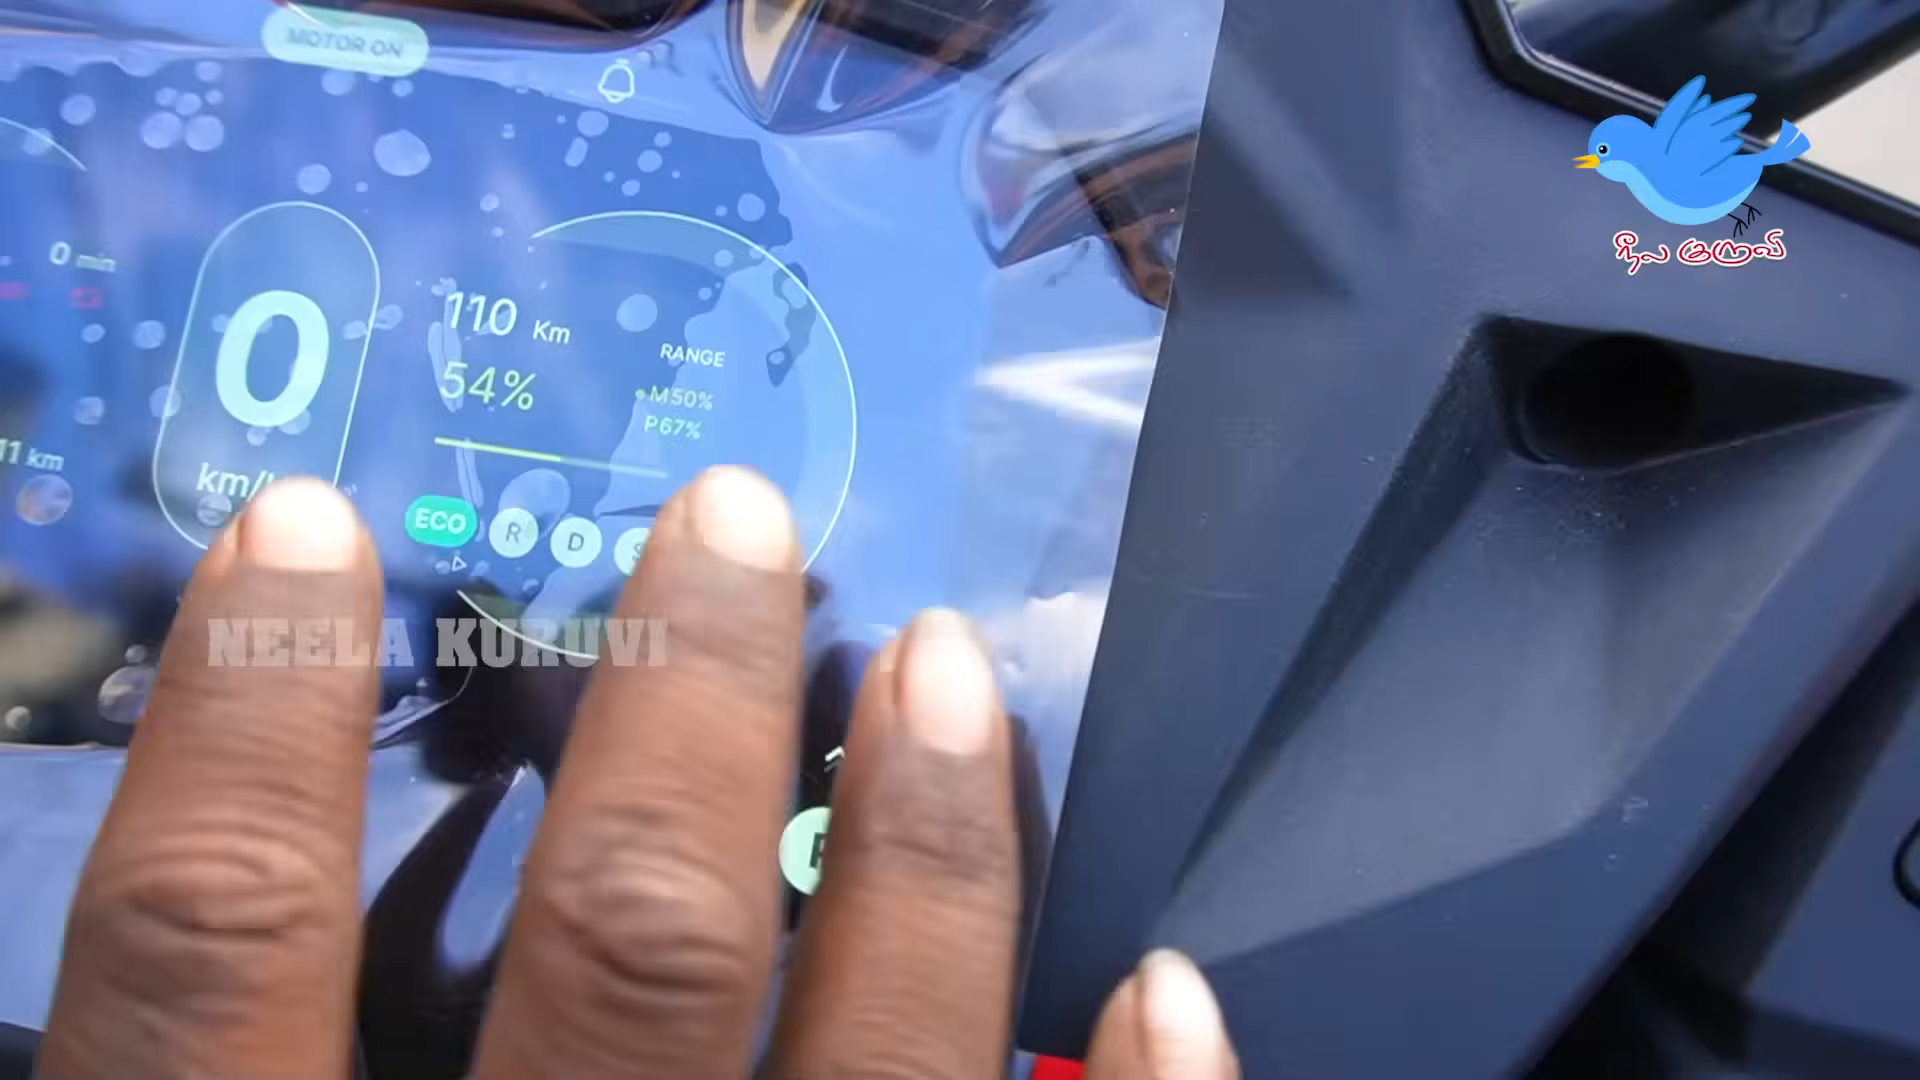 MOTOR ON
0 min
0
110 Km
RANGE
54%
M50%
P67%
11 km
km/
ECO
R
D
S
NEELA KURUVI
நீல குருவி